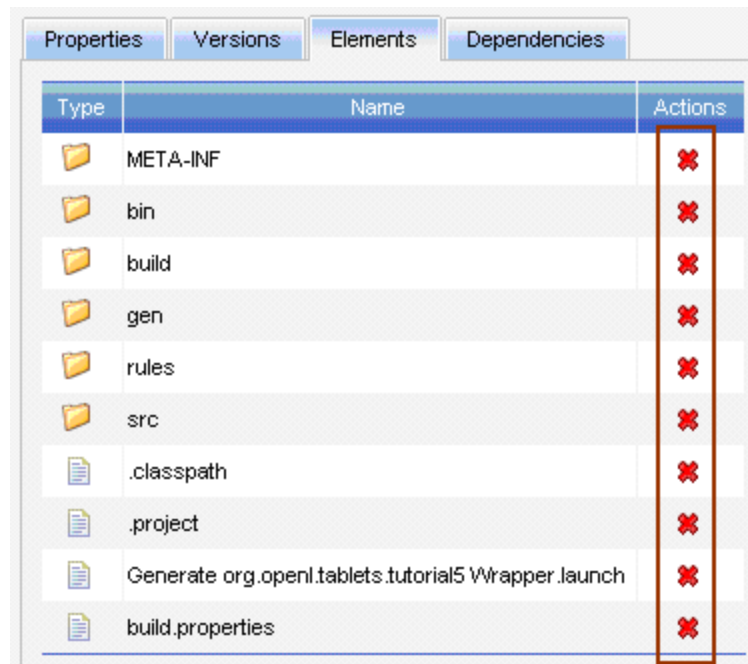 Properties Versions Elements Dependencies
Type Name Actions
META-INF
bin
build
gen
rules
src
.classpath
.project
Generate org.openl.tablets.tutorial5 Wrapper.launch
build.properties